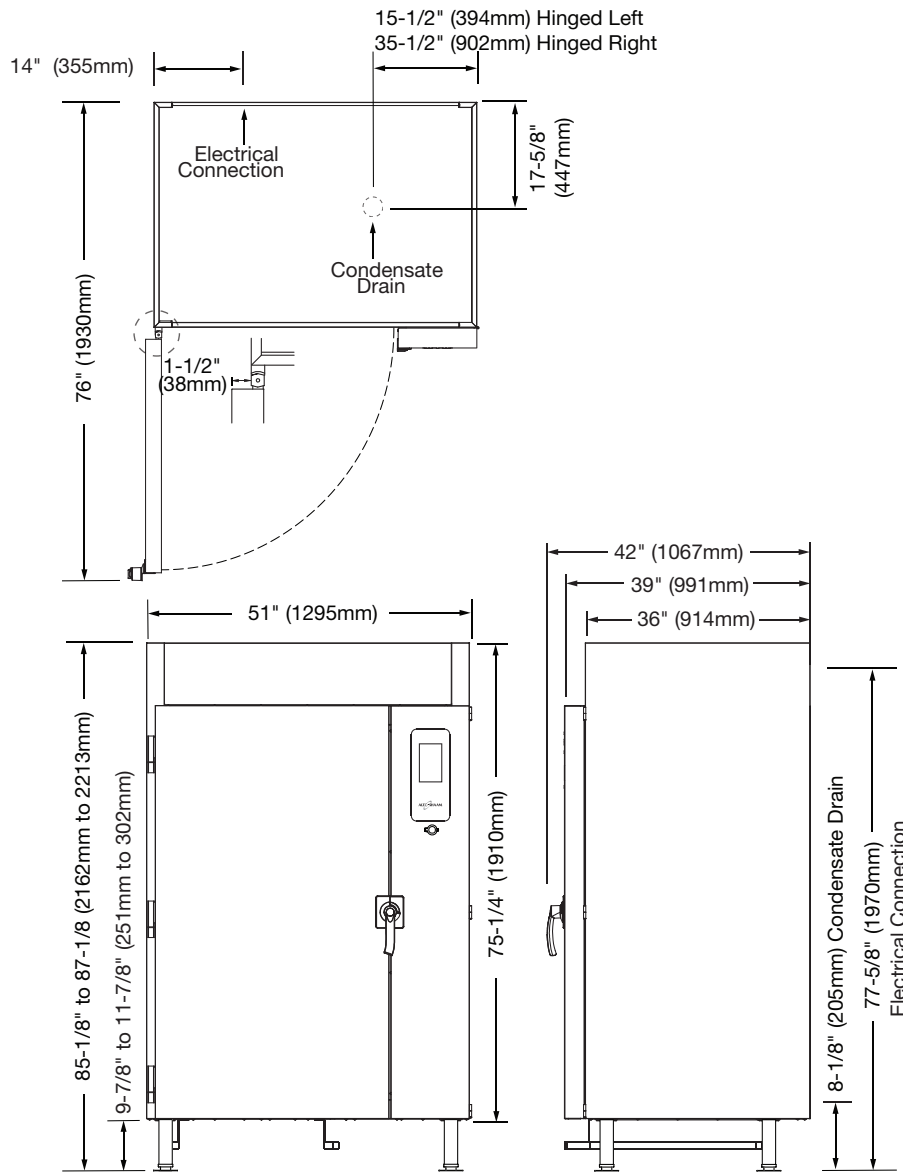 15-1/2" (394mm) Hinged Left
35-1/2" (902mm) Hinged Right
14" (355mm)
Electrical
Connection
17-5/8"
(447mm)
Condensate
Drain
76" (1930mm)
1-1/2"
(38mm)
42" (1067mm)
39" (991mm)
36" (914mm)
51" (1295mm)
85-1/8" to 87-1/8 (2162mm to 2213mm)
9-7/8" to 11-7/8" (251mm to 302mm)
75-1/4" (1910mm)
8-1/8" (205mm) Condensate Drain
77-5/8" (1970mm)
Electrical Connection